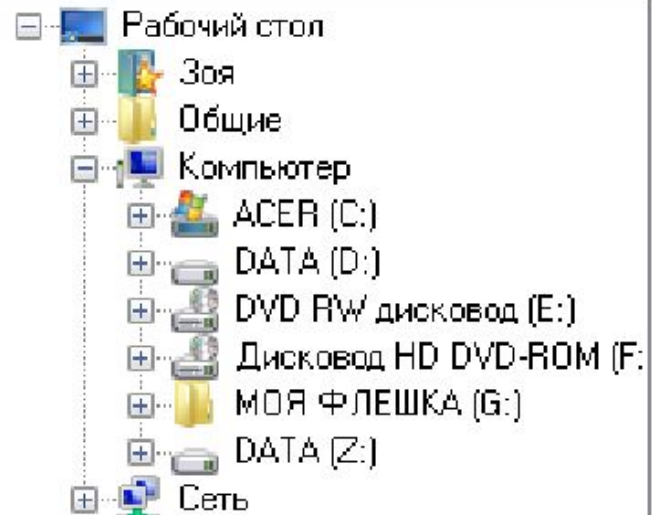 Рабочий стол
Зоя
Общие
Компьютер
ACER (C:)
DATA (D:)
DVD RW дисковод (E:)
Дисковод HD DVD-ROM (F:
МОЯ ФЛЕШКА (G:)
DATA (Z:)
Сеть